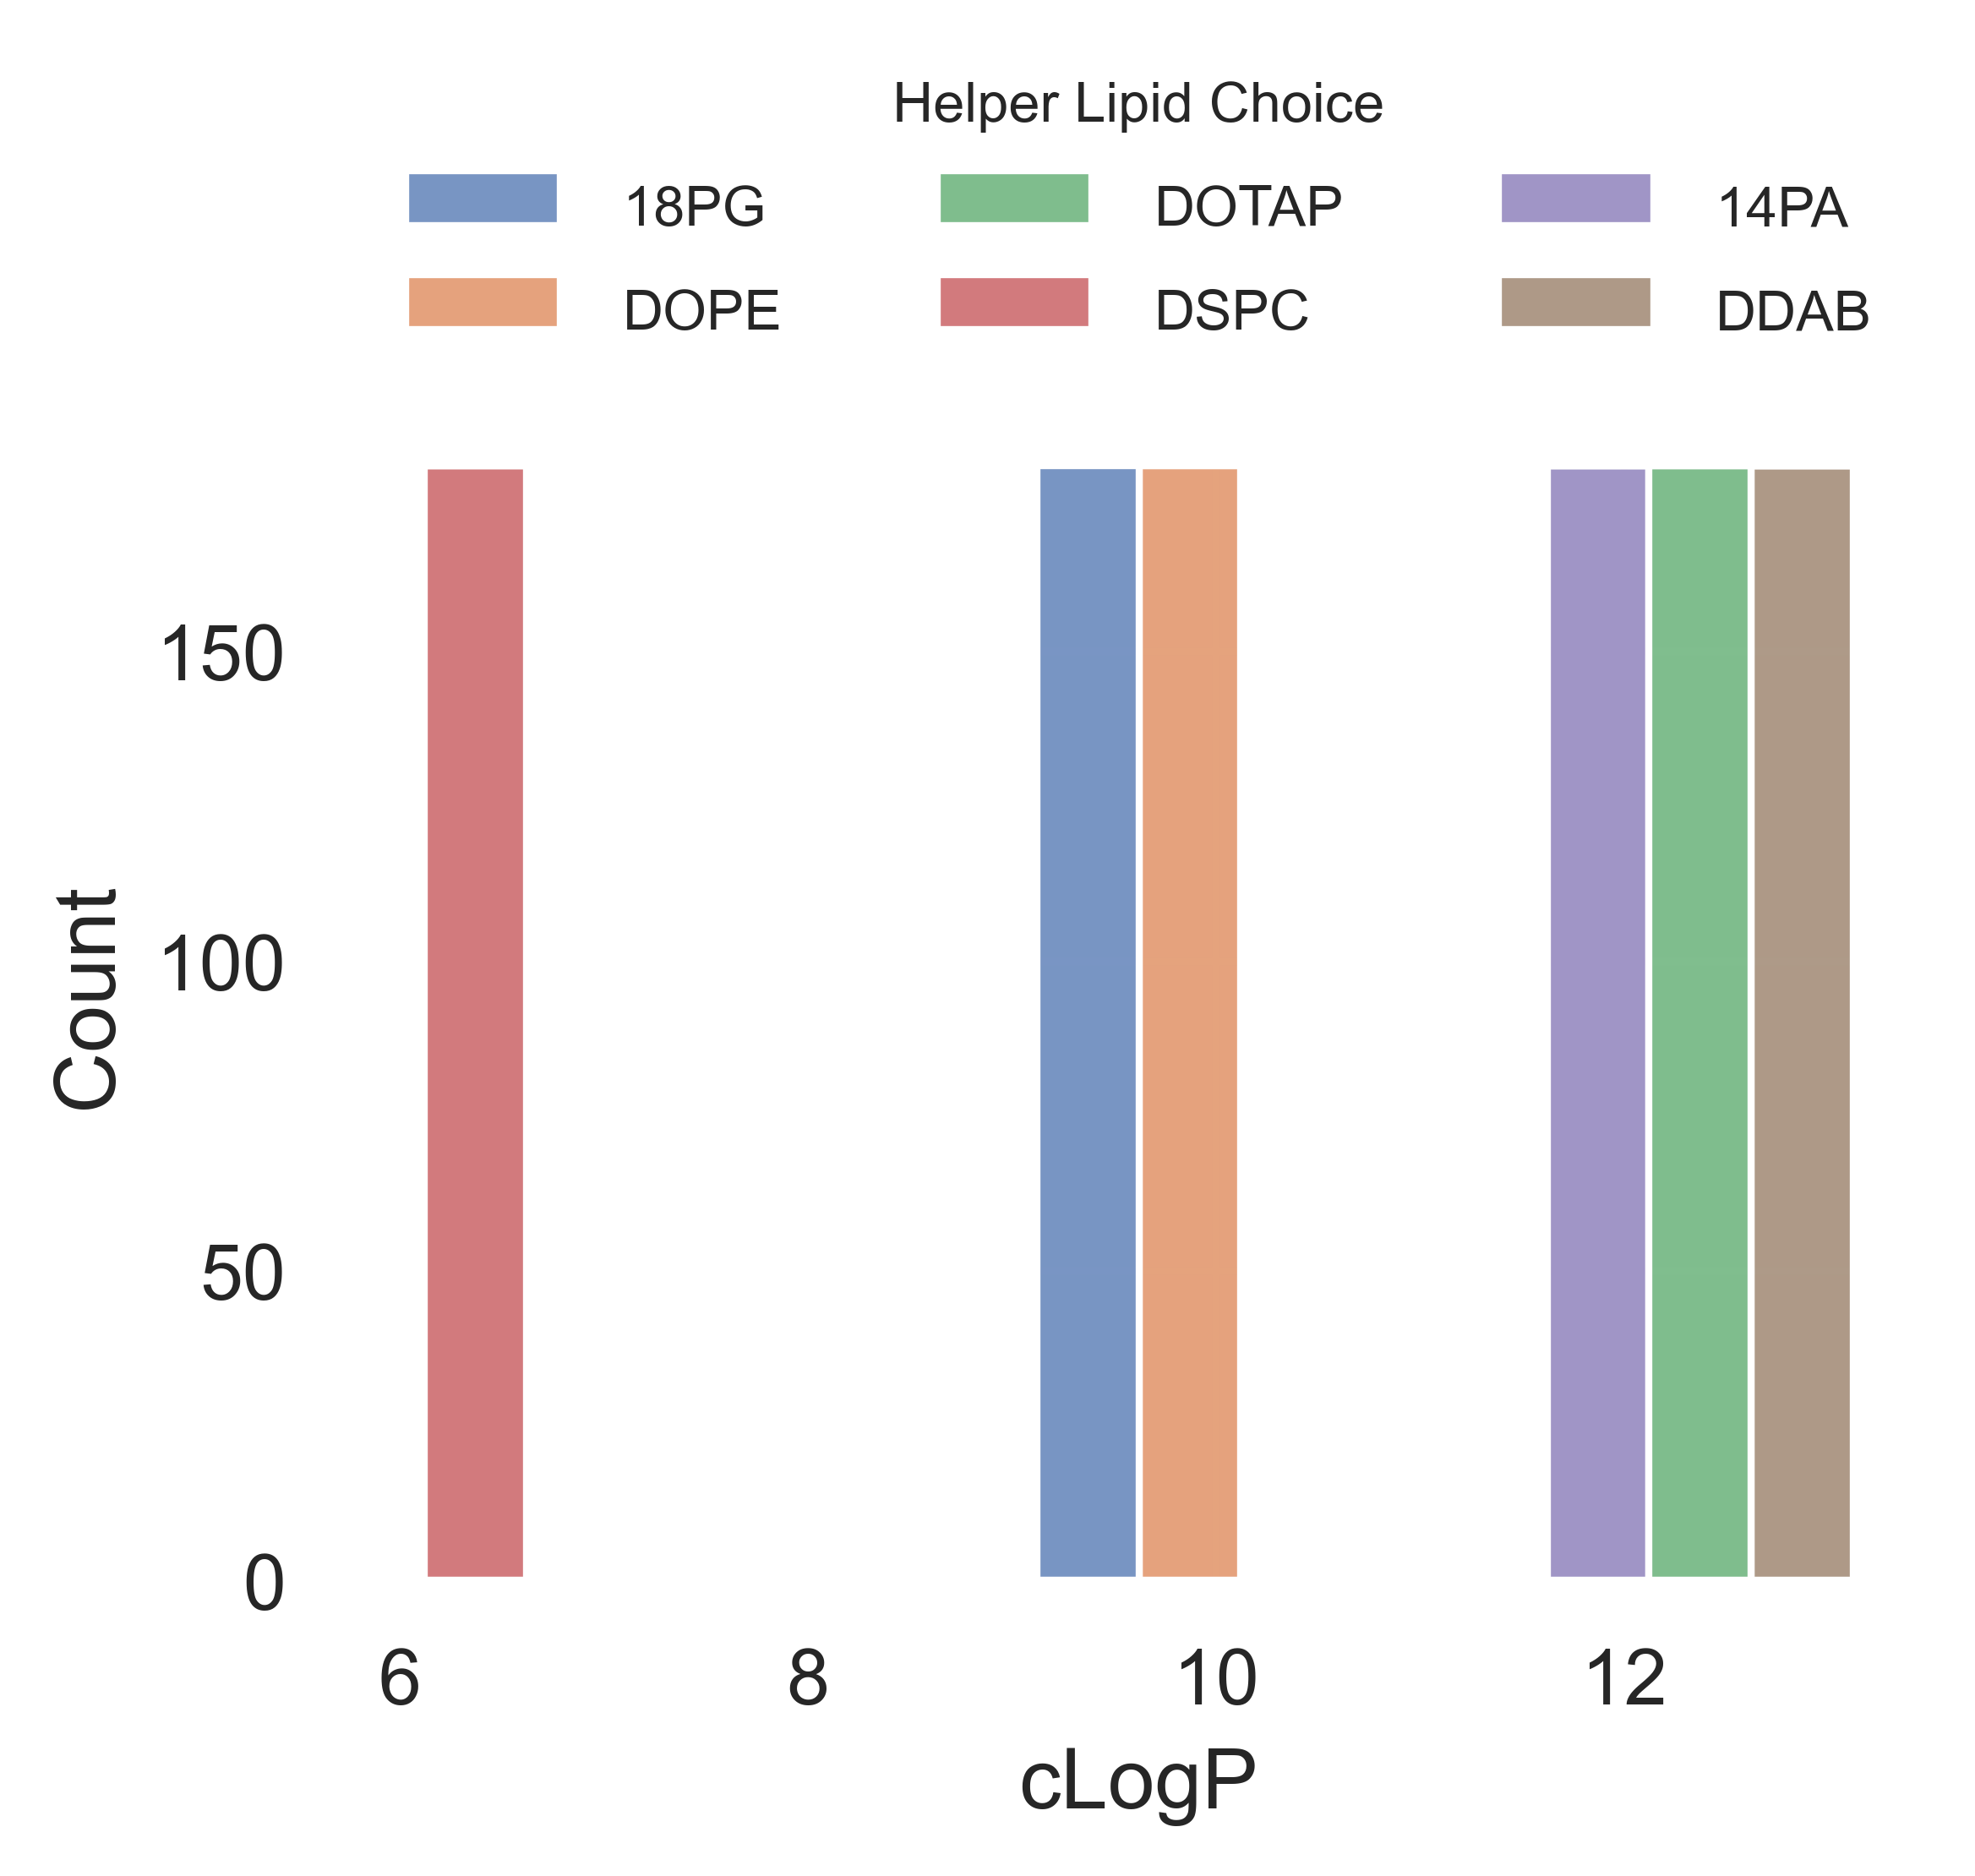 Helper Lipid Choice
18PG DOTAP 14PA
DOPE DSPC DDAB
150
100
50
0
Count
6 8 10 12
cLogP